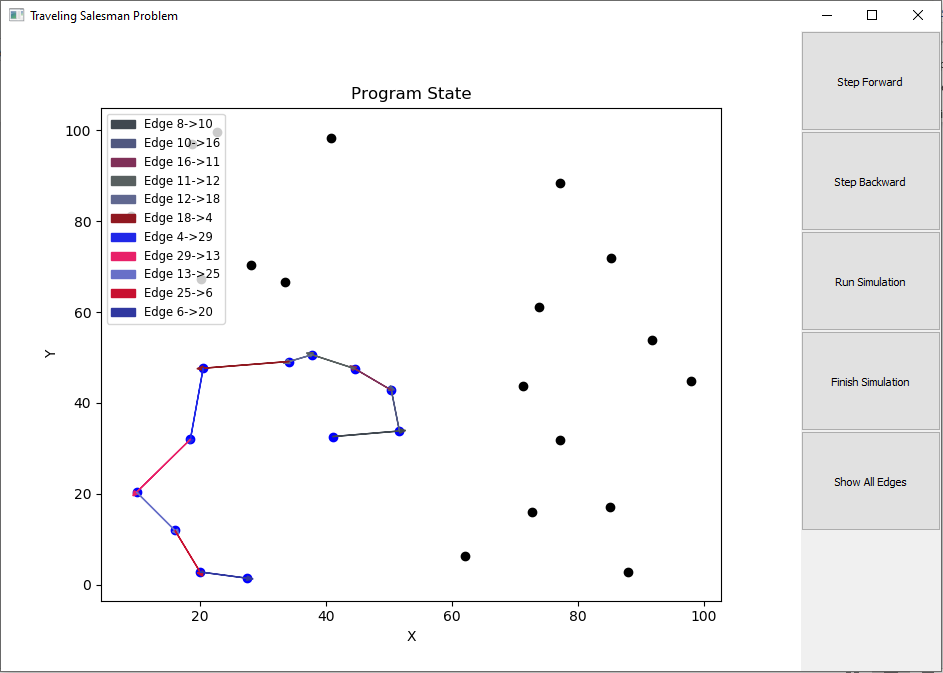 Traveling Salesman Problem
Program State
Edge 8->10
Edge 10->16
Edge 16->11
Edge 11->12
Edge 12->18
Edge 18->4
Edge 4->29
Edge 29->13
Edge 13->25
Edge 25->6
Edge 6->20
100
80
60
40
20
0
Y
20 40 60 80 100
X
Step Forward
Step Backward
Run Simulation
Finish Simulation
Show All Edges